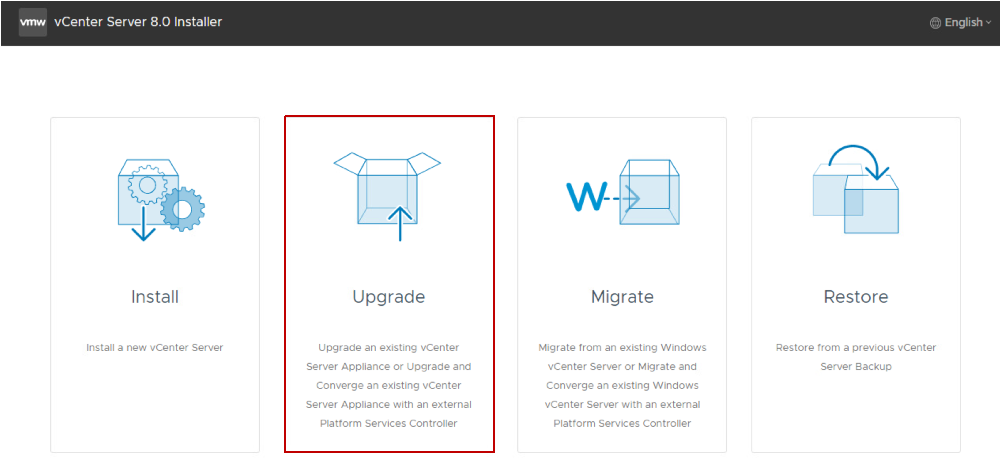 vmw vCenter Server 8.0 Installer
English
W
Install
Install a new vCenter Server
Upgrade
Upgrade an existing vCenter
Server Appliance or Upgrade and
Converge an existing vCenter
Server Appliance with an external
Platform Services Controller
Migrate
Migrate from an existing Windows
vCenter Server or Migrate and
Converge an existing Windows
vCenter Server with an external
Platform Services Controller
Restore
Restore from a previous vCenter
Server Backup